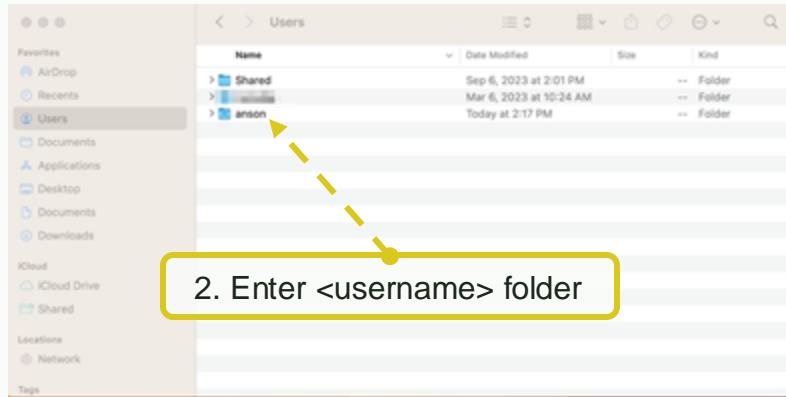 Users
Favorites
Name
Date Modified
Size
Kind
AirDrop
Shared
Sep 6, 2023 at 2:01 PM
--
Folder
Recents
Mar 6, 2023 at 10:24 AM
--
Folder
Users
anson
Today at 2:17 PM
--
Folder
Documents
Applications
Desktop
Documents
Downloads
iCloud
iCloud Drive
Shared
2. Enter <username> folder
Locations
Network
Tags